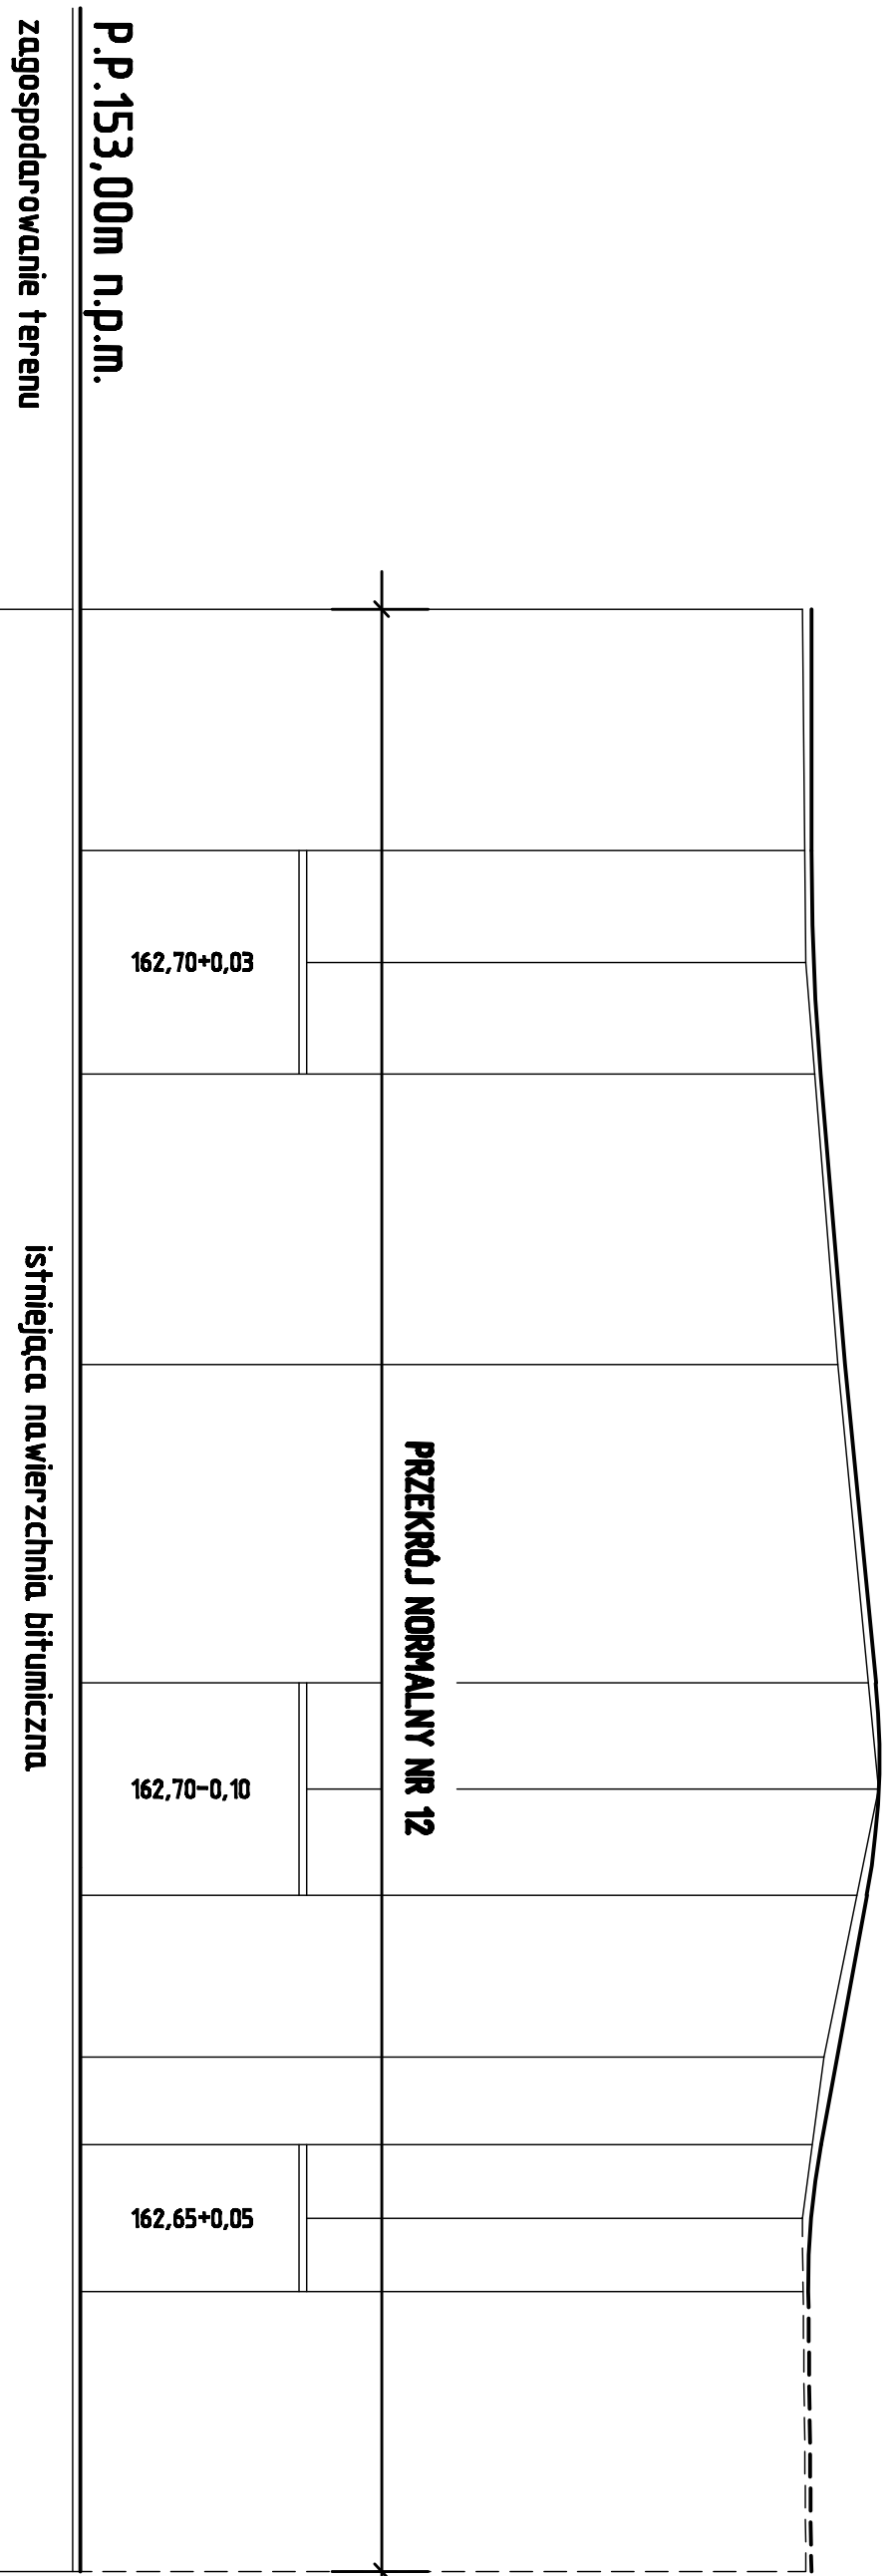 P.P.153,00m n.p.m.
zagospodarowanie terenu
162,70+0,03
PRZEKRÓJ NORMALNY NR 12
162,70-0,10
162,65+0,05
istniejąca nawierzchnia bitumiczna